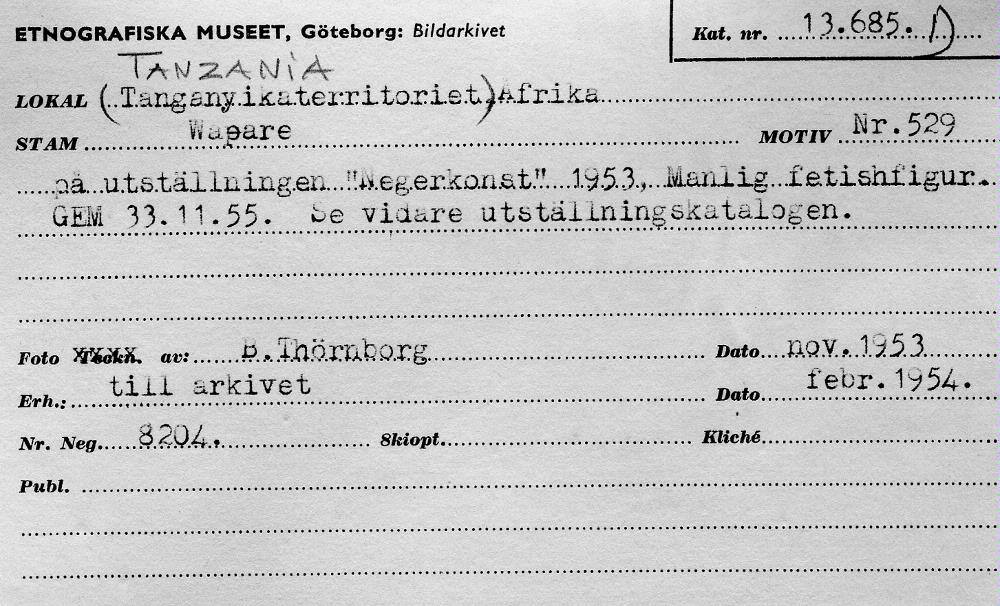 ETNOGRAFISKA MUSEET, Göteborg: Bildarkivet
Kat. nr. 13.685. 1)
TANZANIA
LOKAL (Tanganyikaterritoriet) Afrika
STAM Wapare MOTIV Nr.529
på utställningen "Negerkonst" 1953, Manlig fetishfigur.
GEM 33.11.55. Se vidare utställningskatalogen.
Foto Teckn. av: B.Thörnborg Dato nov.1953
Erh.: till arkivet Dato febr.1954.
Nr. Neg. 8204. Skiopt. Kliché
Publ.